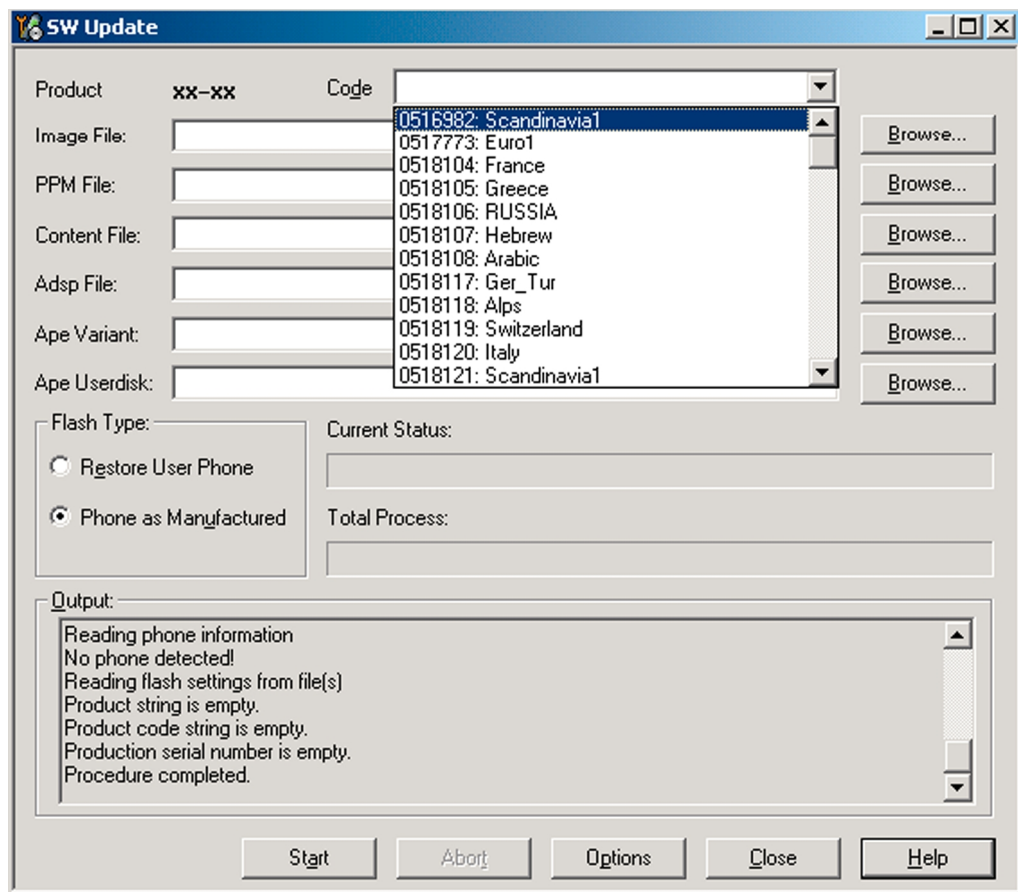 SW Update
Product xx-xx Code
0516982: Scandinavia1
0517773: Euro1
0518104: France
0518105: Greece
0518106: RUSSIA
0518107: Hebrew
0518108: Arabic
0518117: Ger_Tur
0518118: Alps
0518119: Switzerland
0518120: Italy
0518121: Scandinavia1
Image File: Browse...
PPM File: Browse...
Content File: Browse...
Adsp File: Browse...
Ape Variant: Browse...
Ape Userdisk: Browse...
Flash Type:
Restore User Phone
Phone as Manufactured
Current Status:
Total Process:
Output:
Reading phone information
No phone detected!
Reading flash settings from file(s)
Product string is empty.
Product code string is empty.
Production serial number is empty.
Procedure completed.
Start Abort Options Close Help